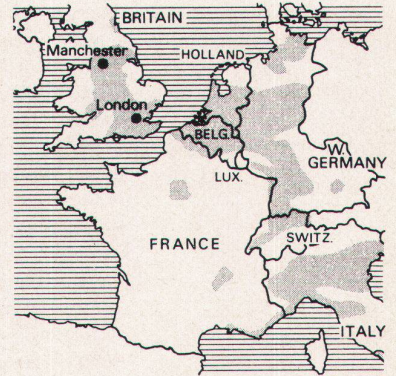 BRITAIN
Manchester
HOLLAND
London
BELG.
W.
GERMANY
LUX.
FRANCE
SWITZ.
ITALY